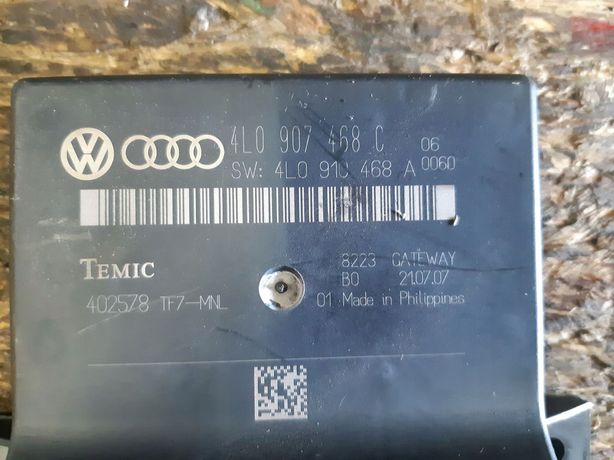 4L0 907 468 C 06
SW: 4L0 910 468 A 0060
TEMIC
8223 GATEWAY
B0 21.07.07
402578 TF7-MNL
01 Made in Philippines